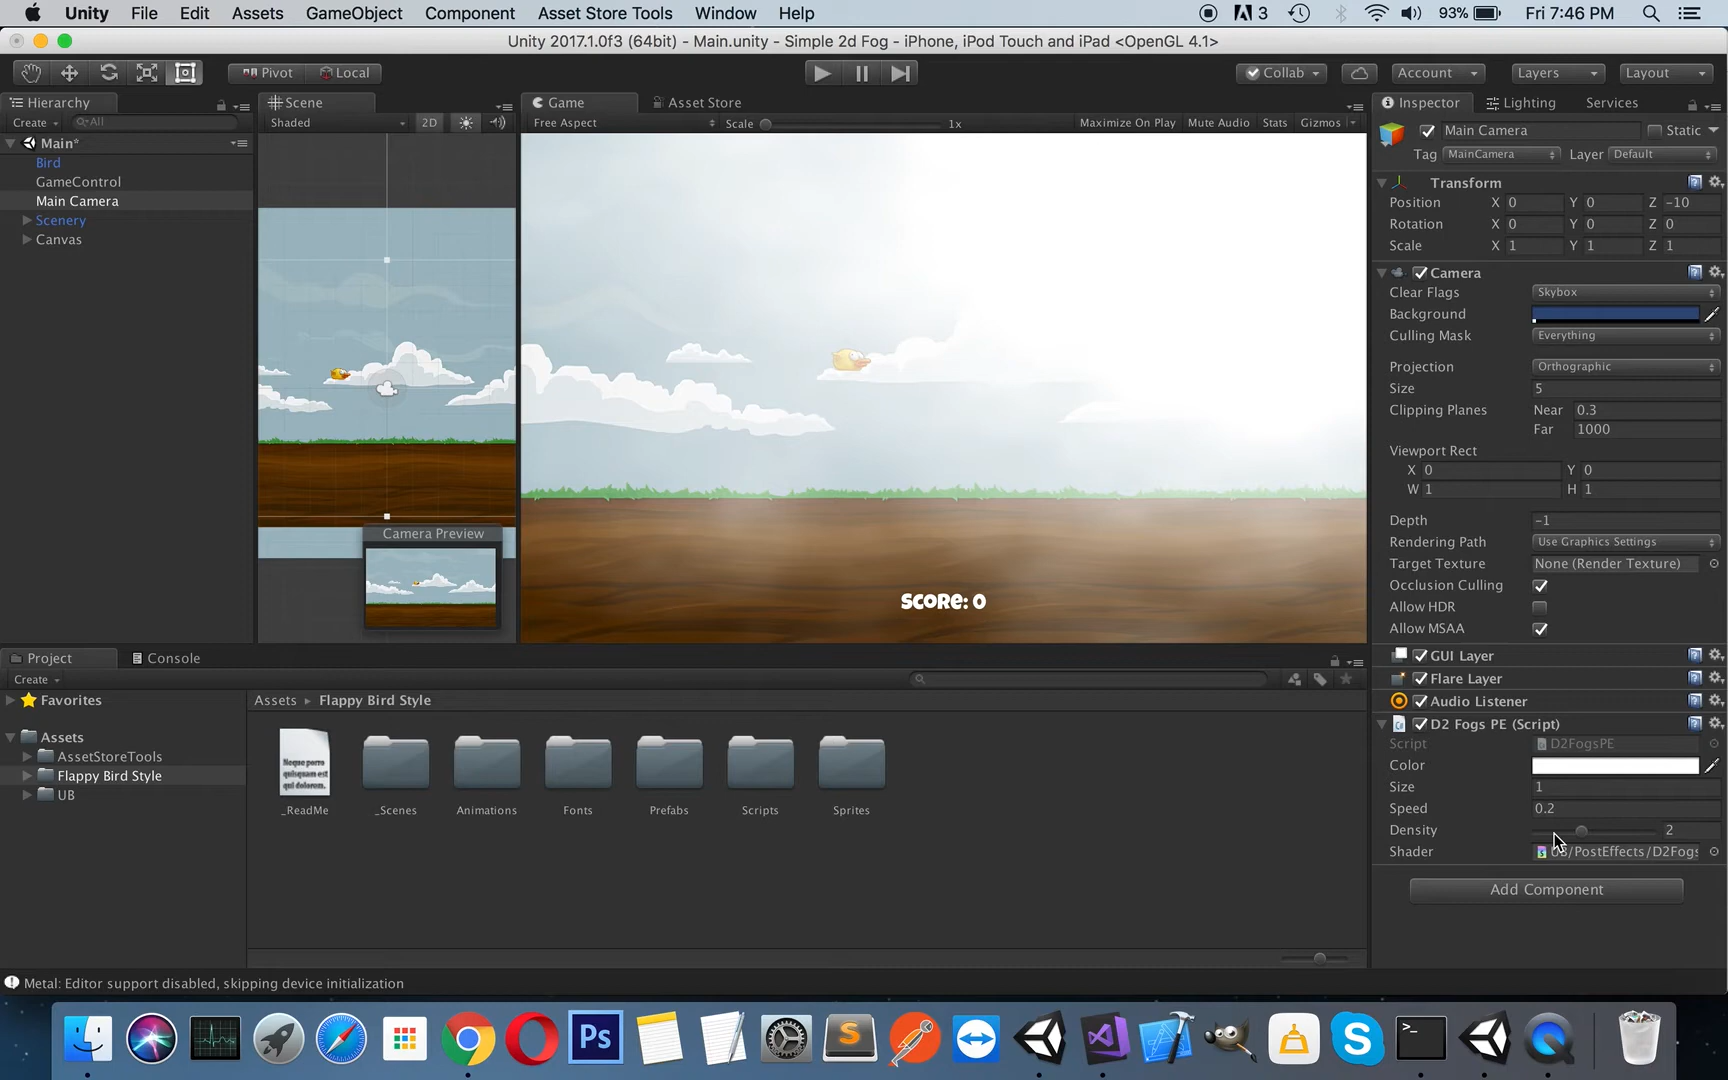 Unity File Edit Assets GameObject Component Asset Store Tools Window Help 3 93% Fri 7:46 PM
Unity 2017.1.0f3 (64bit) - Main.unity - Simple 2d Fog - iPhone, iPod Touch and iPad <OpenGL 4.1>
Pivot Local Collab Account Layers Layout
Hierarchy
Create All
Main*
Bird
GameControl
Main Camera
Scenery
Canvas
Scene
Shaded 2D
Camera Preview
Game Asset Store
Free Aspect Scale 1x Maximize On Play Mute Audio Stats Gizmos
SCORE: 0
Inspector Lighting Services
Main Camera Static
Tag MainCamera Layer Default
Transform
Position X 0 Y 0 Z -10
Rotation X 0 Y 0 Z 0
Scale X 1 Y 1 Z 1
Camera
Clear Flags Skybox
Background
Culling Mask Everything
Projection Orthographic
Size 5
Clipping Planes Near 0.3
Far 1000
Viewport Rect
X 0 Y 0
W 1 H 1
Depth -1
Rendering Path Use Graphics Settings
Target Texture None (Render Texture)
Occlusion Culling
Allow HDR
Allow MSAA
GUI Layer
Flare Layer
Audio Listener
D2 Fogs PE (Script)
Script D2FogsPE
Color
Size 1
Speed 0.2
Density 2
Shader /PostEffects/D2Fogs
Add Component
Project Console
Create
Favorites
Assets
AssetStoreTools
Flappy Bird Style
UB
Assets Flappy Bird Style
Neque porro
quisquam est
qui dolorem,
_ReadMe _Scenes Animations Fonts Prefabs Scripts Sprites
Metal: Editor support disabled, skipping device initialization
Ps S S